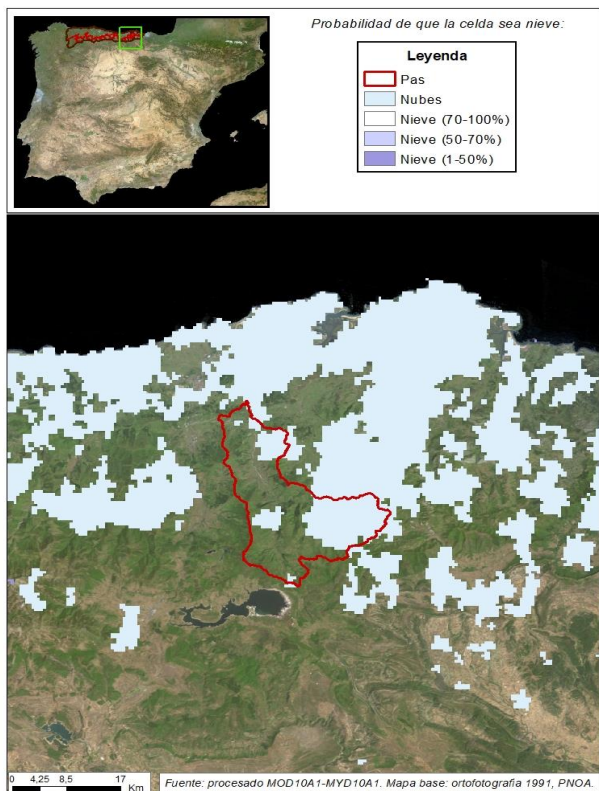 Probabilidad de que la celda sea nieve:
Leyenda
Pas
Nubes
Nieve (70-100%)
Nieve (50-70%)
Nieve (1-50%)
0 4,25 8,5 17
Km
Fuente: procesado MOD10A1-MYD10A1. Mapa base: ortofotografia 1991, PNOA.